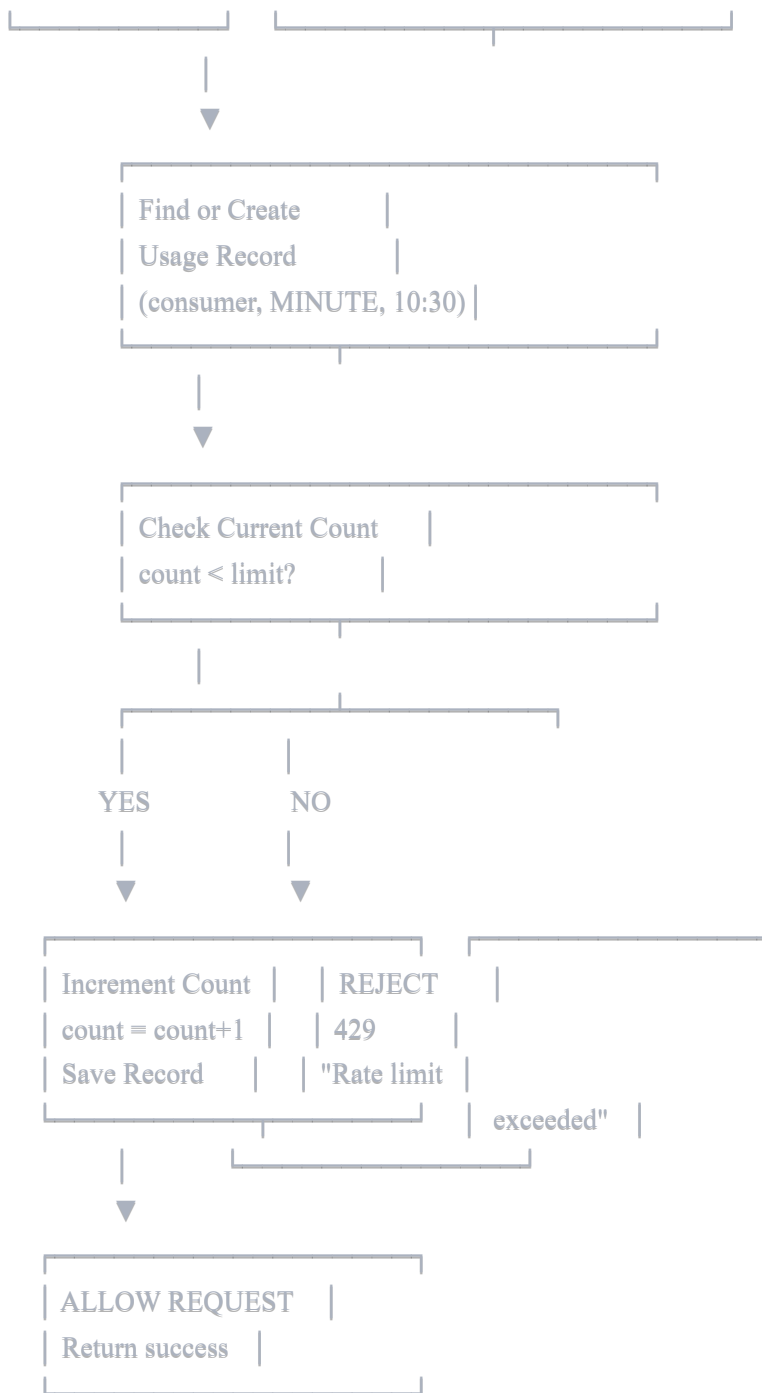 Find or Create
Usage Record
(consumer, MINUTE, 10:30)
Check Current Count
count < limit?
YES NO
Increment Count REJECT
count = count+1 429
Save Record "Rate limit
exceeded"
ALLOW REQUEST
Return success